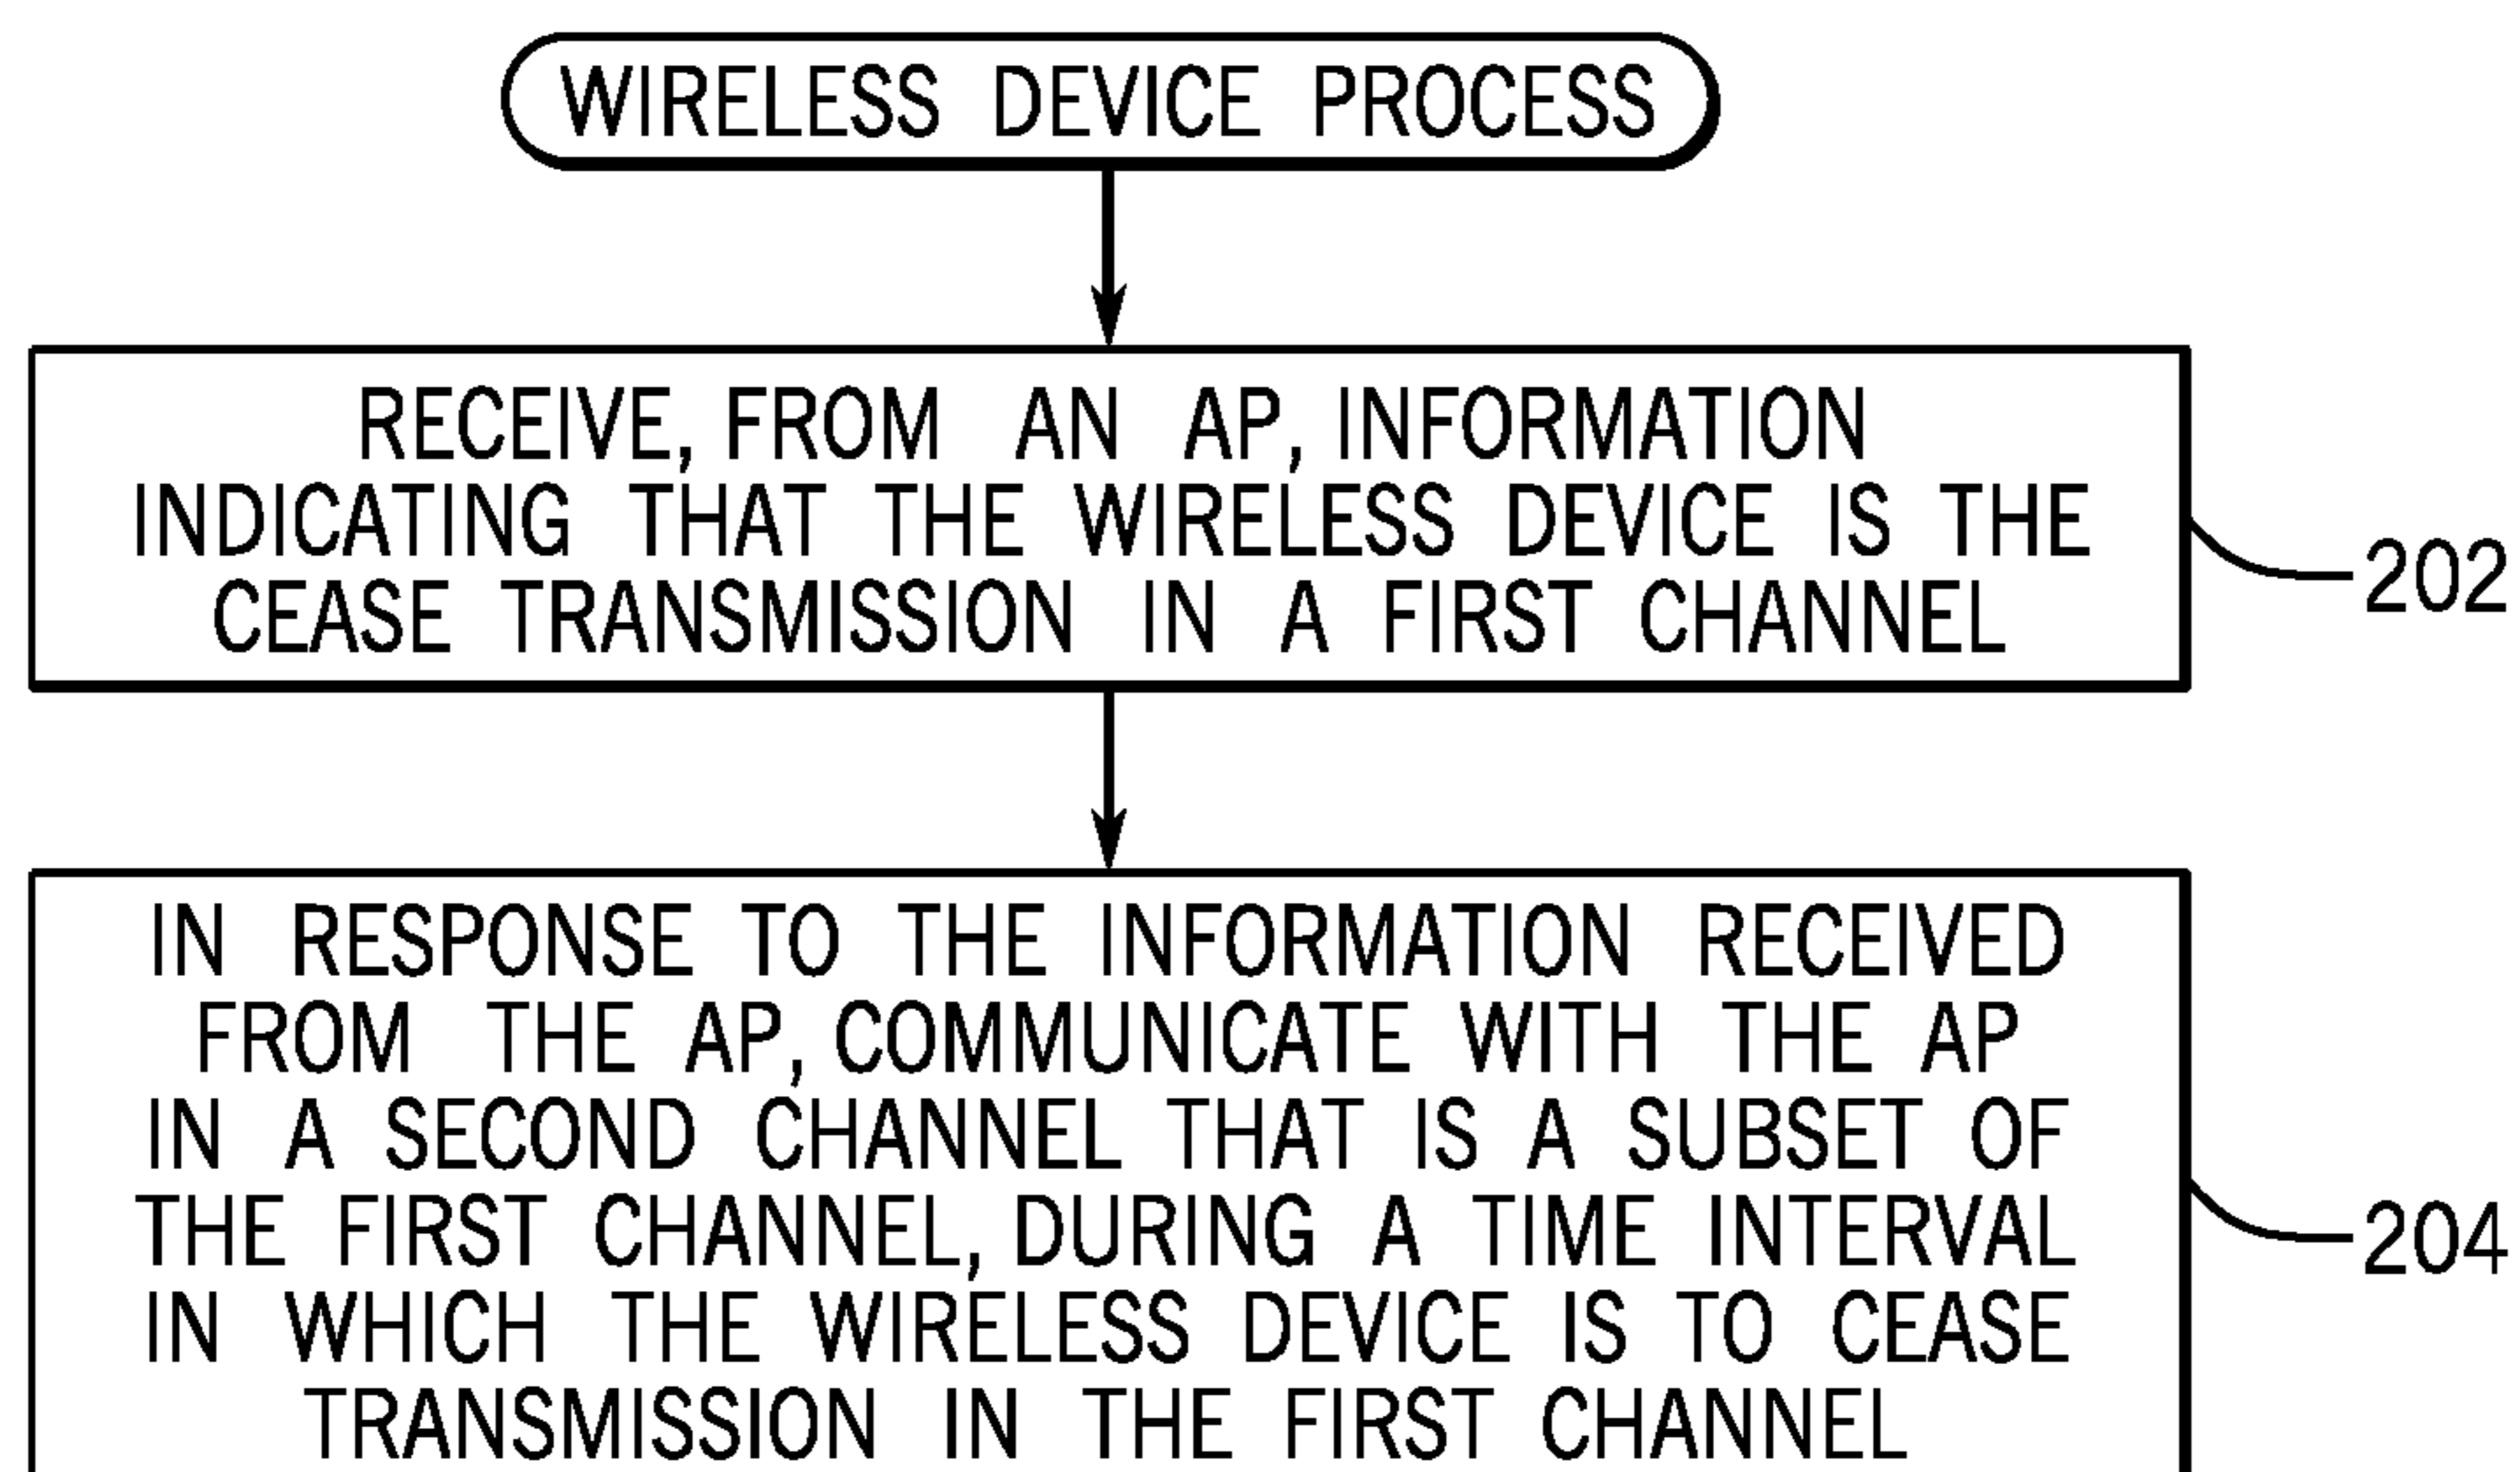 WIRELESS DEVICE PROCESS
RECEIVE, FROM AN AP, INFORMATION
INDICATING THAT THE WIRELESS DEVICE IS THE
CEASE TRANSMISSION IN A FIRST CHANNEL
202
IN RESPONSE TO THE INFORMATION RECEIVED
FROM THE AP, COMMUNICATE WITH THE AP
IN A SECOND CHANNEL THAT IS A SUBSET OF
THE FIRST CHANNEL, DURING A TIME INTERVAL
IN WHICH THE WIRELESS DEVICE IS TO CEASE
TRANSMISSION IN THE FIRST CHANNEL
204